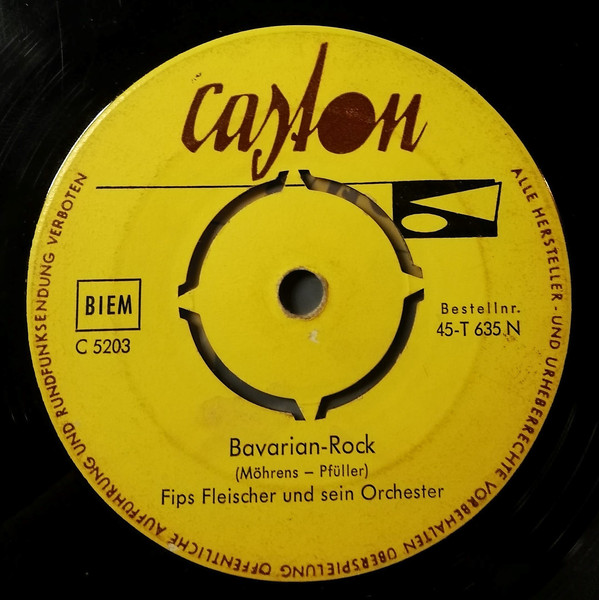 caston
BIEM
C 5203
Bestellnr.
45-T 635 N
Bavarian-Rock
(Möhrens – Pfüller)
Fips Fleischer und sein Orchester
ALLE HERSTELLER - UND URHEBERRECHTE VORBEHALTEN ÜBERSPIELUNG ÖFFENTLICHE AUFFÜHRUNG UND RUNDFUNKSENDUNG VERBOTEN